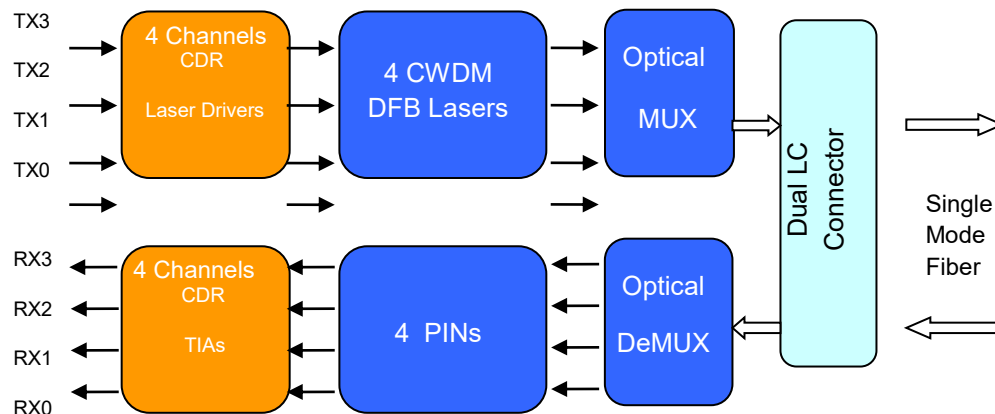 TX3
TX2
TX1
TX0
4 Channels
CDR
Laser Drivers
4 CWDM
DFB Lasers
Optical
MUX
Dual LC
Connector
Single
Mode
Fiber
RX3
RX2
RX1
RX0
4 Channels
CDR
TIAs
4 PINs
Optical
DeMUX